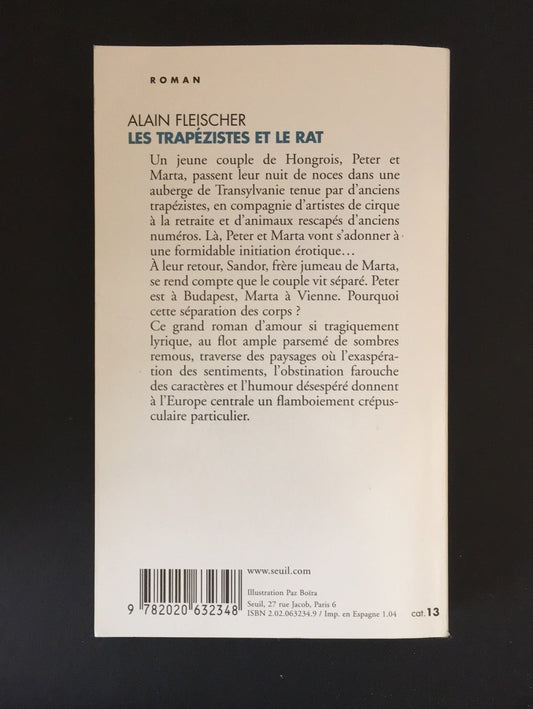 ROMAN
ALAIN FLEISCHER
LES TRAPÉZISTES ET LE RAT
Un jeune couple de Hongrois, Peter et
Marta, passent leur nuit de noces dans une
auberge de Transylvanie tenue par d'anciens
trapézistes, en compagnie d'artistes de cirque
à la retraite et d'animaux rescapés d'anciens
numéros. Là, Peter et Marta vont s'adonner à
une formidable initiation érotique…
À leur retour, Sandor, frère jumeau de Marta,
se rend compte que le couple vit séparé. Peter
est à Budapest, Marta à Vienne. Pourquoi
cette séparation des corps ?
Ce grand roman d'amour si tragiquement
lyrique, au flot ample parsemé de sombres
remous, traverse des paysages où l'exaspéra-
tion des sentiments, l'obstination farouche
des caractères et l'humour désespéré donnent
à l'Europe centrale un flamboiement crépus-
culaire particulier.
www.seuil.com
Illustration Paz Boïra
Seuil, 27 rue Jacob, Paris 6
ISBN 2.02.063234.9 / Imp. en Espagne 1.04
9 782020 632348
cat. 13